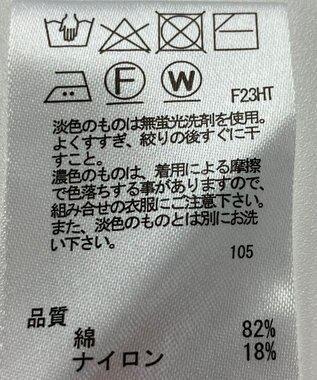 F
W
F23HT
淡色のものは無蛍光洗剤を使用。
よくすすぎ、絞りの後すぐに干
すこと。
濃色のものは、着用による摩擦
で色落ちする事がありますので、
組み合せの衣服にご注意下さい。
また、淡色のものとは別にお洗
い下さい。
105
品質
綿 82%
ナイロン 18%